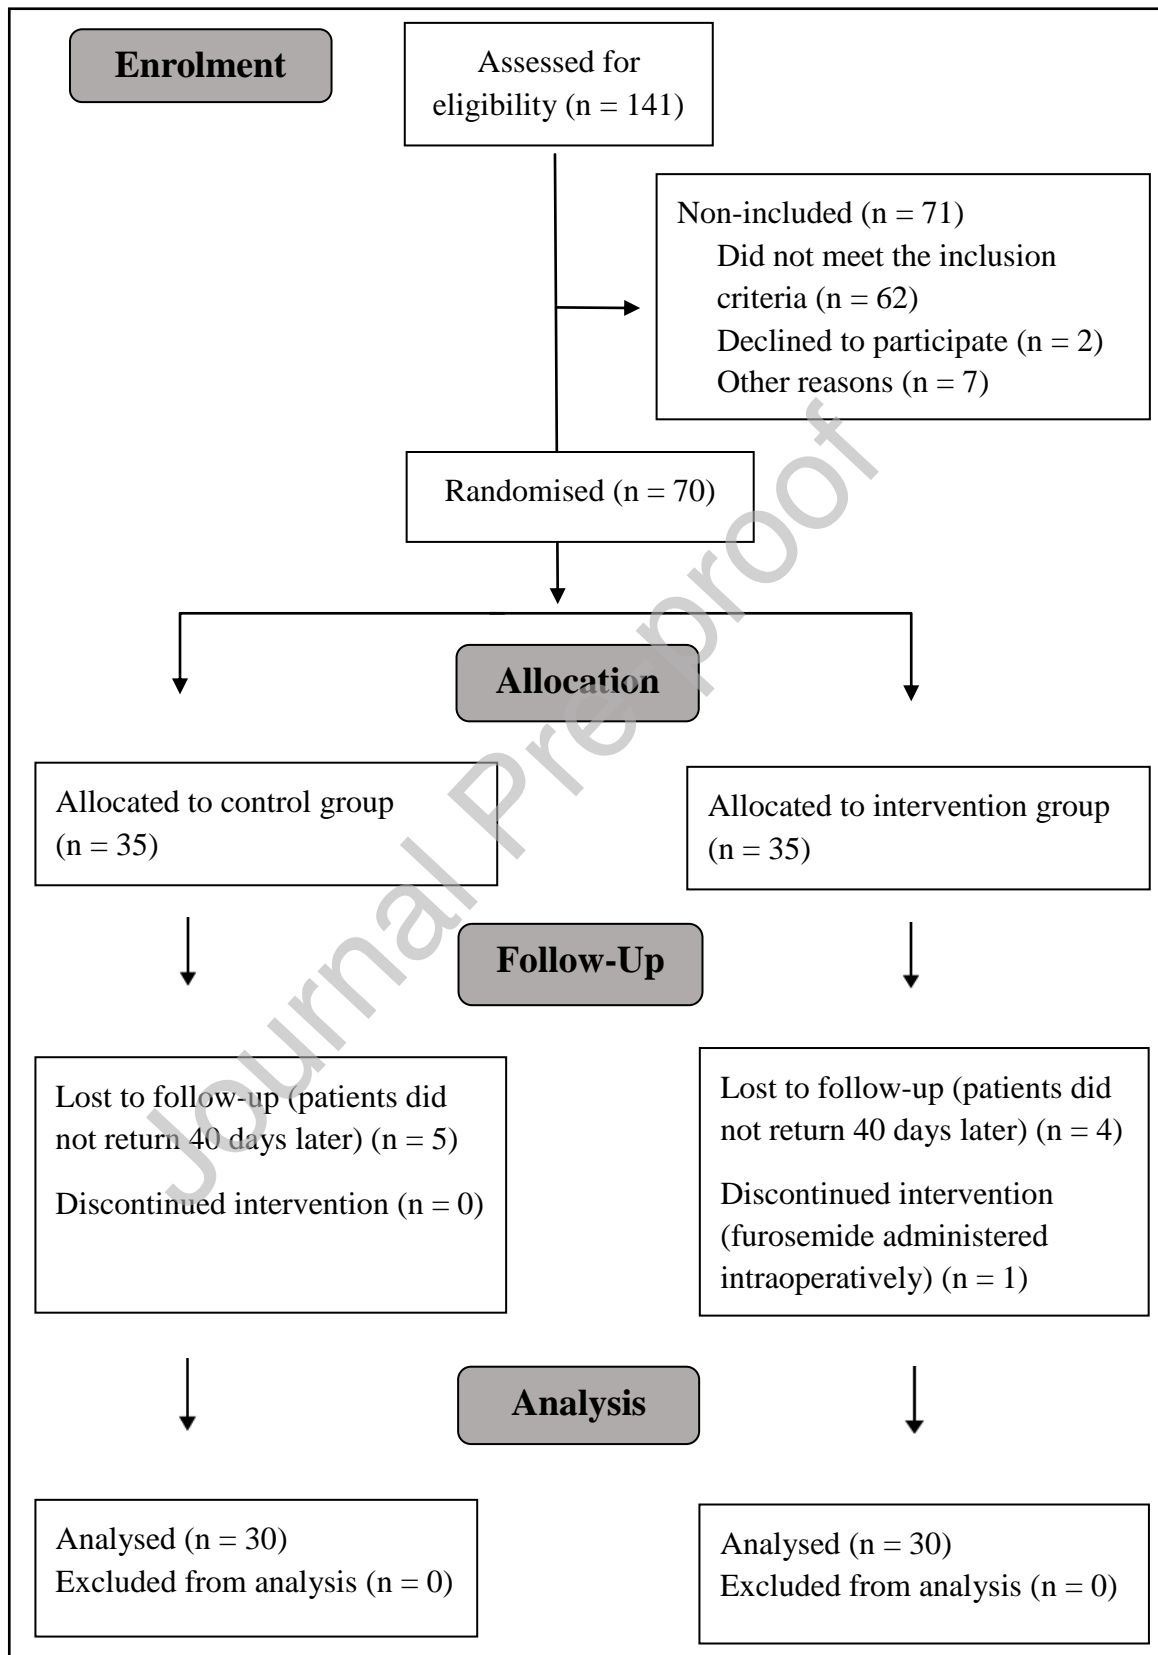 Enrolment
Assessed for
eligibility (n = 141)
Non-included (n = 71)
Did not meet the inclusion
criteria (n = 62)
Declined to participate (n = 2)
Other reasons (n = 7)
Randomised (n = 70)
Allocation
Allocated to control group
(n = 35)
Allocated to intervention group
(n = 35)
Follow-Up
Lost to follow-up (patients did
not return 40 days later) (n = 5)
Discontinued intervention (n = 0)
Lost to follow-up (patients did
not return 40 days later) (n = 4)
Discontinued intervention
(furosemide administered
intraoperatively) (n = 1)
Analysis
Analysed (n = 30)
Excluded from analysis (n = 0)
Analysed (n = 30)
Excluded from analysis (n = 0)
Journal Pre-proof